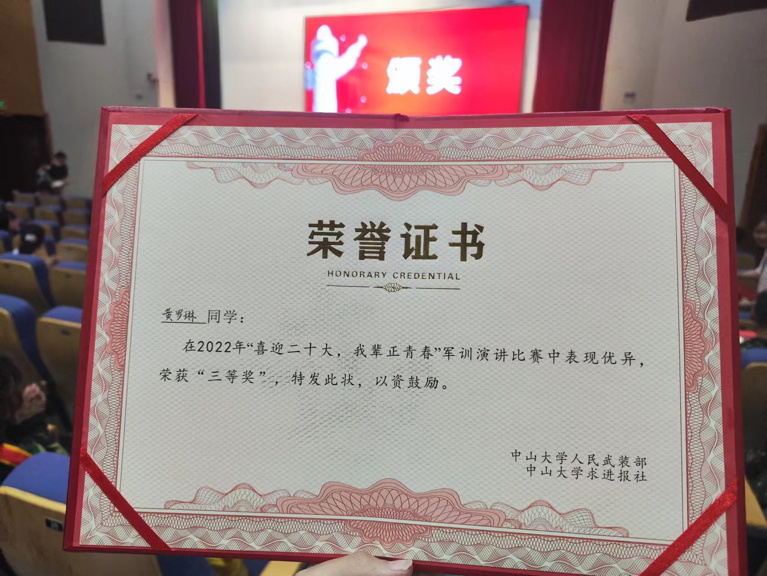 颁奖
荣誉证书
HONORARY CREDENTIAL
黄罗琳 同学：
在2022年“喜迎二十大，我辈正青春”军训演讲比赛中表现优异，
荣获“三等奖”，特发此状，以资鼓励。
中山大学人民武装部
中山大学求进报社